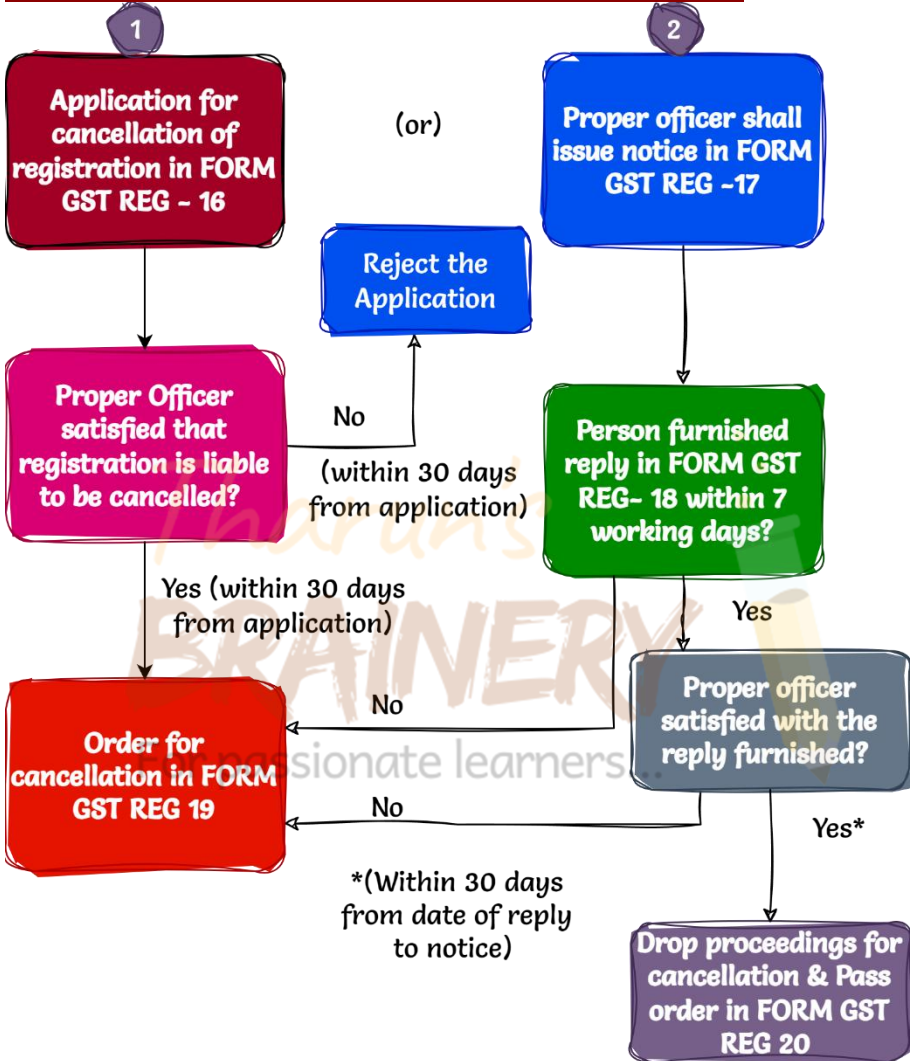 1
Application for
cancellation of
registration in FORM
GST REG - 16
(or)
2
Proper officer shall
issue notice in FORM
GST REG -17
Reject the
Application
Proper Officer
satisfied that
registration is liable
to be cancelled?
No
(within 30 days
from application)
Person furnished
reply in FORM GST
REG- 18 within 7
working days?
Yes (within 30 days
from application)
Yes
Proper officer
satisfied with the
reply furnished?
No
Order for
cancellation in FORM
GST REG 19
No
Yes*
*(Within 30 days
from date of reply
to notice)
Drop proceedings for
cancellation & Pass
order in FORM GST
REG 20
Tharun's
BRAINERY
For passionate learners...